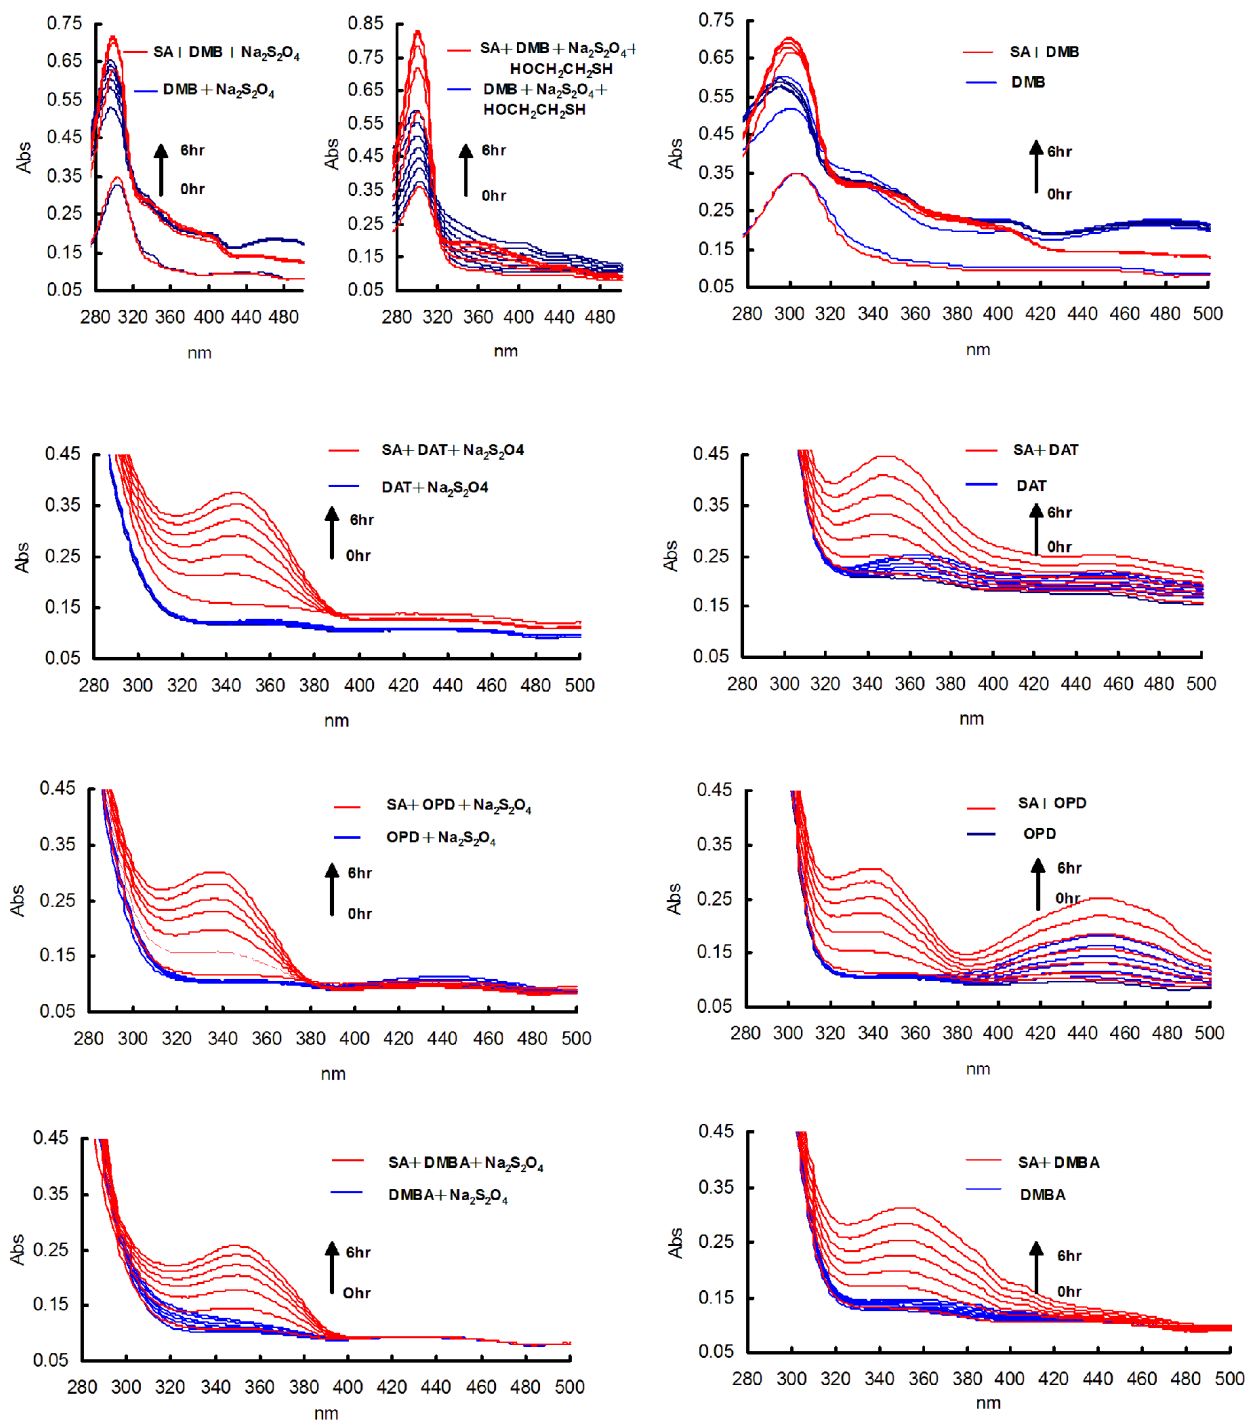 0.75
0.65
0.55
0.45
0.35
0.25
0.15
0.05
Abs
280 320 360 400 440 480
nm
SA+DMB+Na₂S₂O₄
DMB+Na₂S₂O₄
6hr
0hr
0.85
0.75
0.65
0.55
0.45
0.35
0.25
0.15
0.05
Abs
280 320 360 400 440 480
nm
SA+DMB+Na₂S₂O₄+
HOCH₂CH₂SH
DMB+Na₂S₂O₄+
HOCH₂CH₂SH
6hr
0hr
0.75
0.65
0.55
0.45
0.35
0.25
0.15
0.05
Abs
280 300 320 340 360 380 400 420 440 460 480 500
nm
SA+DMB
DMB
6hr
0hr
0.45
0.35
0.25
0.15
0.05
Abs
280 300 320 340 360 380 400 420 440 460 480 500
nm
SA+DAT+Na₂S₂O4
DAT+Na₂S₂O4
6hr
0hr
0.45
0.35
0.25
0.15
0.05
Abs
280 300 320 340 360 380 400 420 440 460 480 500
nm
SA+DAT
DAT
6hr
0hr
0.45
0.35
0.25
0.15
0.05
Abs
280 300 320 340 360 380 400 420 440 460 480 500
nm
SA+OPD+Na₂S₂O₄
OPD+Na₂S₂O₄
6hr
0hr
0.45
0.35
0.25
0.15
0.05
Abs
280 300 320 340 360 380 400 420 440 460 480 500
nm
SA+OPD
OPD
6hr
0hr
0.45
0.35
0.25
0.15
0.05
Abs
280 300 320 340 360 380 400 420 440 460 480 500
nm
SA+DMBA+Na₂S₂O₄
DMBA+Na₂S₂O₄
6hr
Ohr
0.45
0.35
0.25
0.15
0.05
Abs
280 300 320 340 360 380 400 420 440 460 480 500
nm
SA+DMBA
DMBA
6hr
0hr